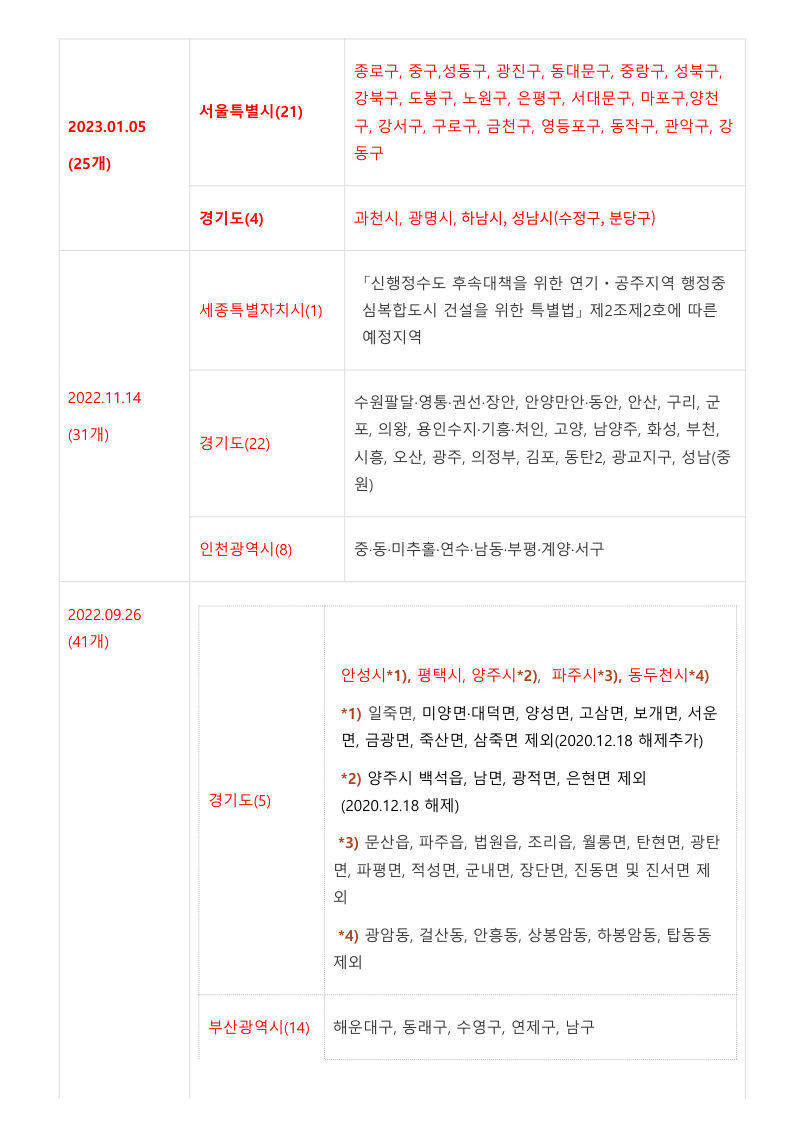 2023.01.05
(25개)
서울특별시(21)
종로구, 중구,성동구, 광진구, 동대문구, 중랑구, 성북구,
강북구, 도봉구, 노원구, 은평구, 서대문구, 마포구,양천
구, 강서구, 구로구, 금천구, 영등포구, 동작구, 관악구, 강
동구
경기도(4)
과천시, 광명시, 하남시, 성남시(수정구, 분당구)
2022.11.14
(31개)
세종특별자치시(1)
「신행정수도 후속대책을 위한 연기・공주지역 행정중
심복합도시 건설을 위한 특별법」 제2조제2호에 따른
예정지역
경기도(22)
수원팔달·영통·권선·장안, 안양만안·동안, 안산, 구리, 군
포, 의왕, 용인수지·기흥·처인, 고양, 남양주, 화성, 부천,
시흥, 오산, 광주, 의정부, 김포, 동탄2, 광교지구, 성남(중
원)
인천광역시(8)
중·동·미추홀·연수·남동·부평·계양·서구
2022.09.26
(41개)
경기도(5)
안성시*1), 평택시, 양주시*2), 파주시*3), 동두천시*4)
*1) 일죽면, 미양면·대덕면, 양성면, 고삼면, 보개면, 서운
면, 금광면, 죽산면, 삼죽면 제외(2020.12.18 해제추가)
*2) 양주시 백석읍, 남면, 광적면, 은현면 제외
(2020.12.18 해제)
*3) 문산읍, 파주읍, 법원읍, 조리읍, 월롱면, 탄현면, 광탄
면, 파평면, 적성면, 군내면, 장단면, 진동면 및 진서면 제
외
*4) 광암동, 걸산동, 안흥동, 상봉암동, 하봉암동, 탑동동
제외
부산광역시(14)
해운대구, 동래구, 수영구, 연제구, 남구